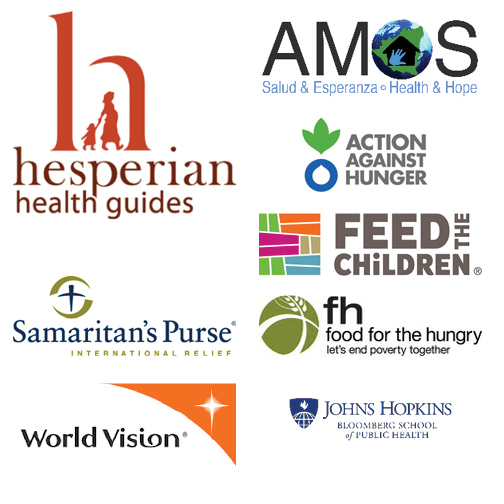 h
hesperian
health guides
Samaritan's Purse®
INTERNATIONAL RELIEF
World Vision®
AMOS
Salud & Esperanza • Health & Hope
ACTION
AGAINST
HUNGER
FEED THE
CHiLDREN®
fh
food for the hungry
let's end poverty together
JOHNS HOPKINS
BLOOMBERG SCHOOL
of PUBLIC HEALTH